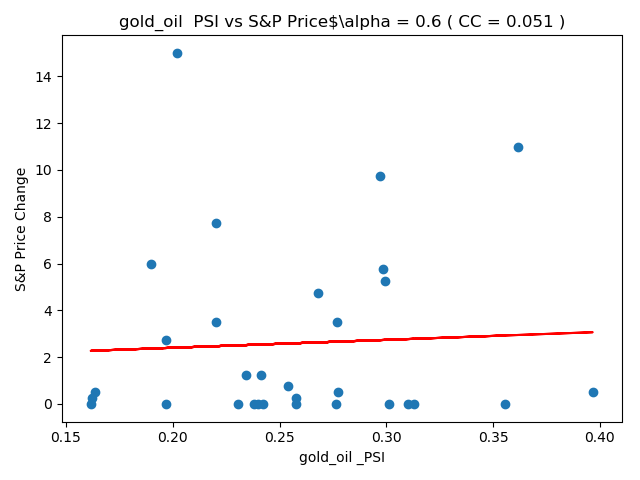 gold_oil  PSI vs S&P Price$\alpha = 0.6 ( CC = 0.051 )
S&P Price Change
14
12
10
8
6
4
2
0
0.15 0.20 0.25 0.30 0.35 0.40
gold_oil _PSI